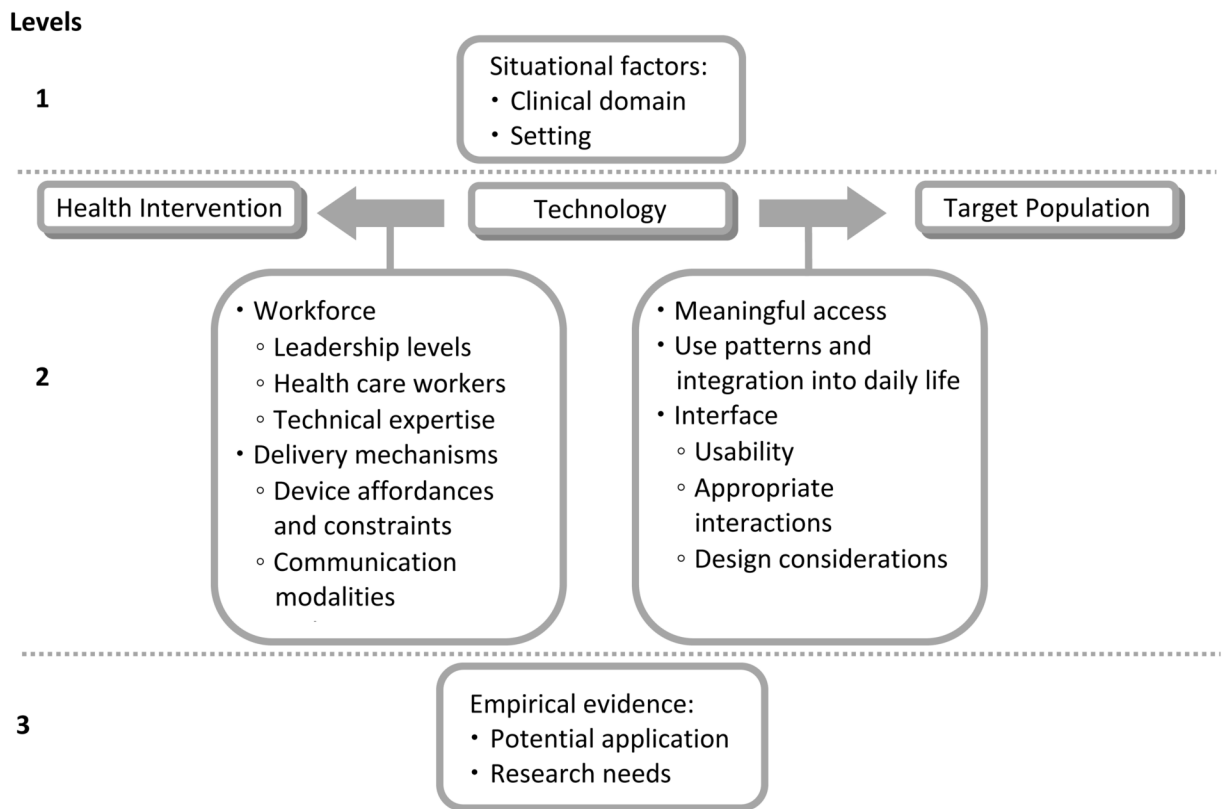 Levels
1
Situational factors:
• Clinical domain
• Setting
Health Intervention
Technology
Target Population
2
• Workforce
◦ Leadership levels
◦ Health care workers
◦ Technical expertise
• Delivery mechanisms
◦ Device affordances
and constraints
◦ Communication
modalities
• Meaningful access
• Use patterns and
integration into daily life
• Interface
◦ Usability
◦ Appropriate
interactions
◦ Design considerations
3
Empirical evidence:
• Potential application
• Research needs